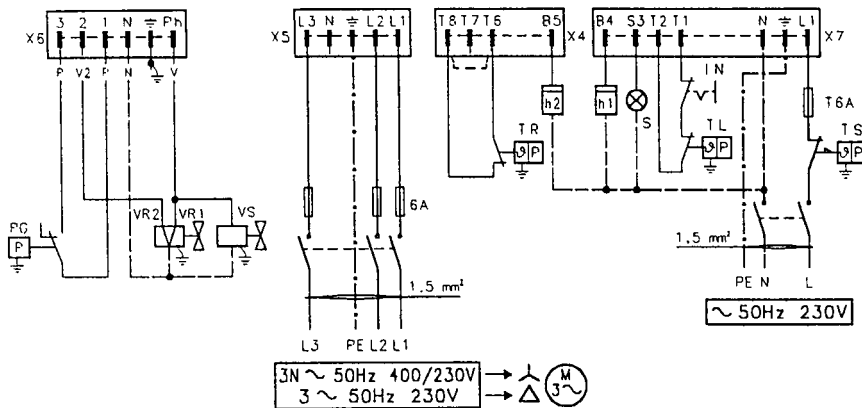 3 2 1 N Ph
X6
P V2 P N V
PG
P
VR2 VR1 VS
L3 N L2 L1
X5
6A
1,5 mm²
L3 PE L2 L1
3N ~ 50Hz 400/230V
3 ~ 50Hz 230V
M
3~
T8 T7 T6 B5
X4
h2
TR
ϑ P
B4 S3 T2 T1 N L1
X7
h1
S
IN
TL
ϑ P
T6A
TS
ϑ P
1,5 mm²
PE N L
~ 50Hz 230V